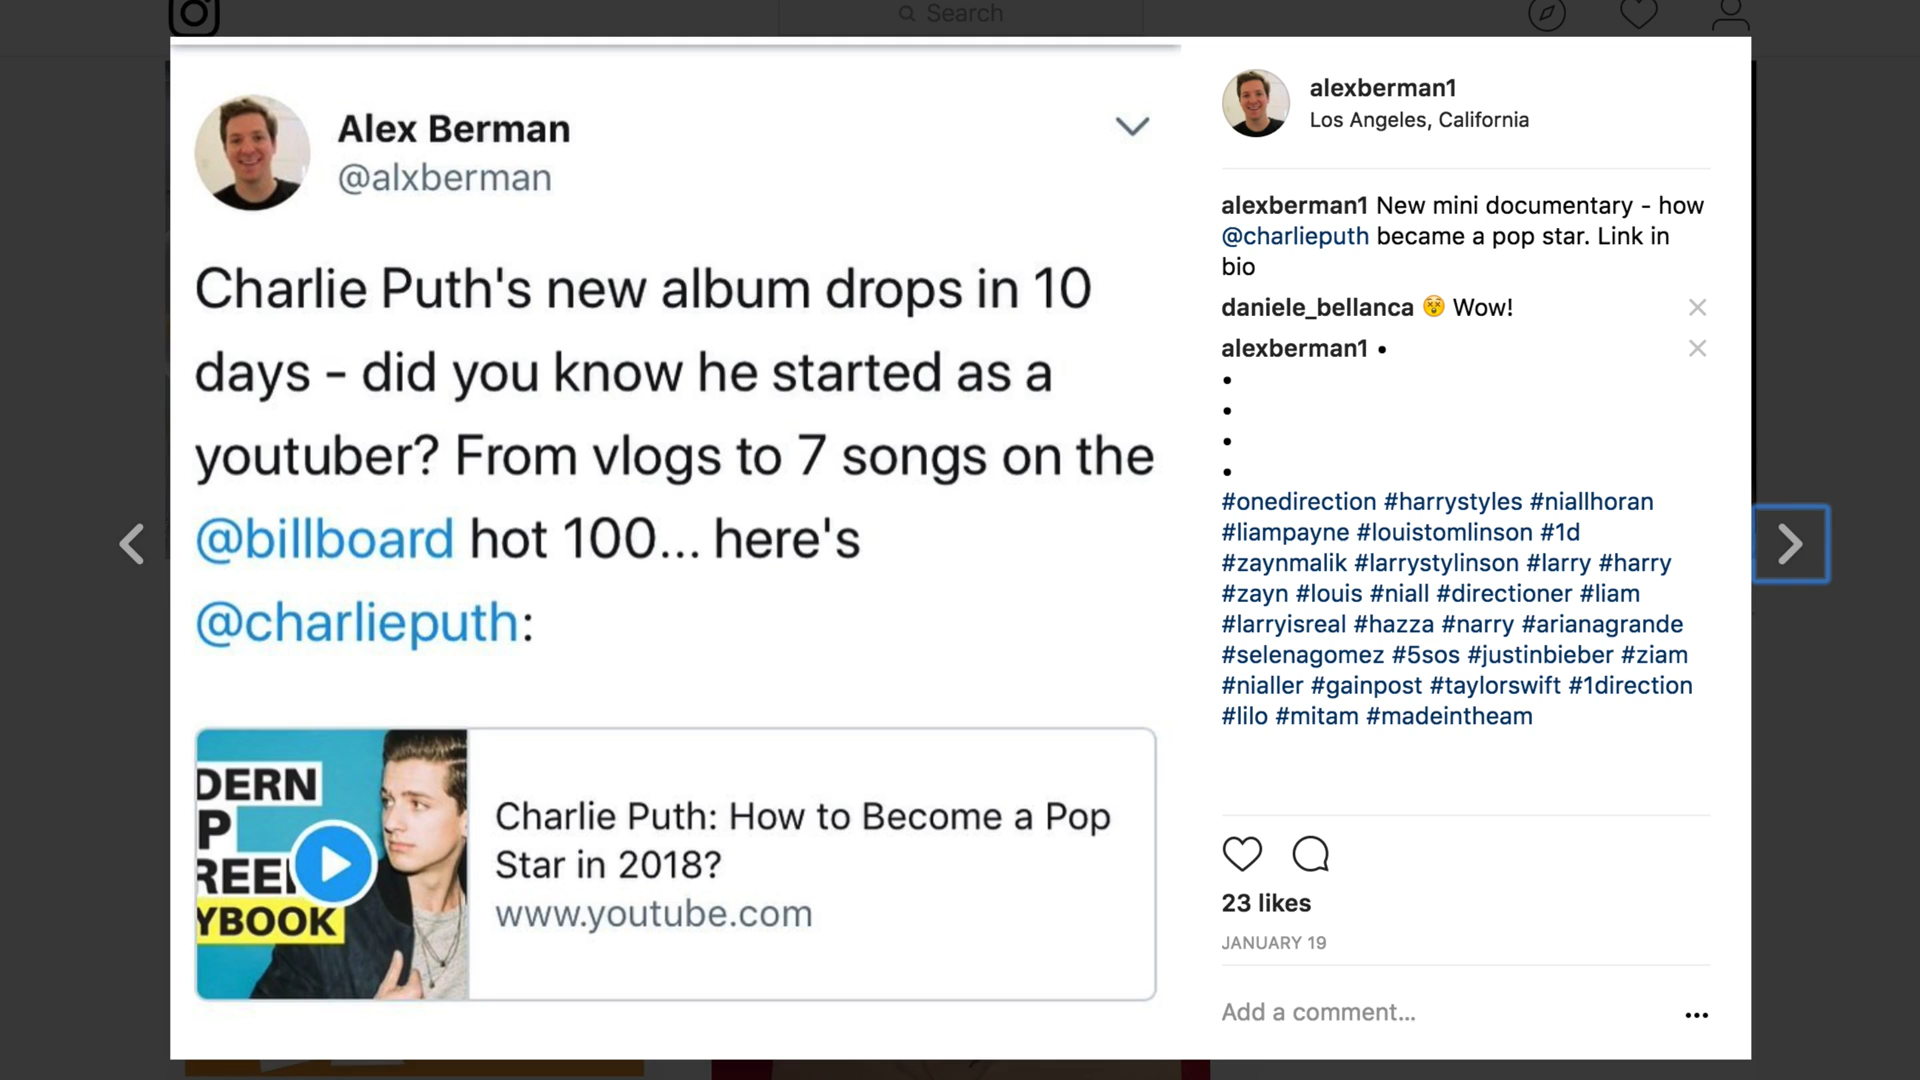 Search
Alex Berman
@alxberman
Charlie Puth's new album drops in 10
days - did you know he started as a
youtuber? From vlogs to 7 songs on the
@billboard hot 100... here's
@charlieputh:
DERN
P
REE
YBOOK
Charlie Puth: How to Become a Pop
Star in 2018?
www.youtube.com
alexberman1
Los Angeles, California
alexberman1 New mini documentary - how
@charlieputh became a pop star. Link in
bio
daniele_bellanca 😲 Wow!
alexberman1 •
•
•
•
•
#onedirection #harrystyles #niallhoran
#liampayne #louistomlinson #1d
#zaynmalik #larrystylinson #larry #harry
#zayn #louis #niall #directioner #liam
#larryisreal #hazza #narry #arianagrande
#selenagomez #5sos #justinbieber #ziam
#nialler #gainpost #taylorswift #1direction
#lilo #mitam #madeintheam
23 likes
JANUARY 19
Add a comment...